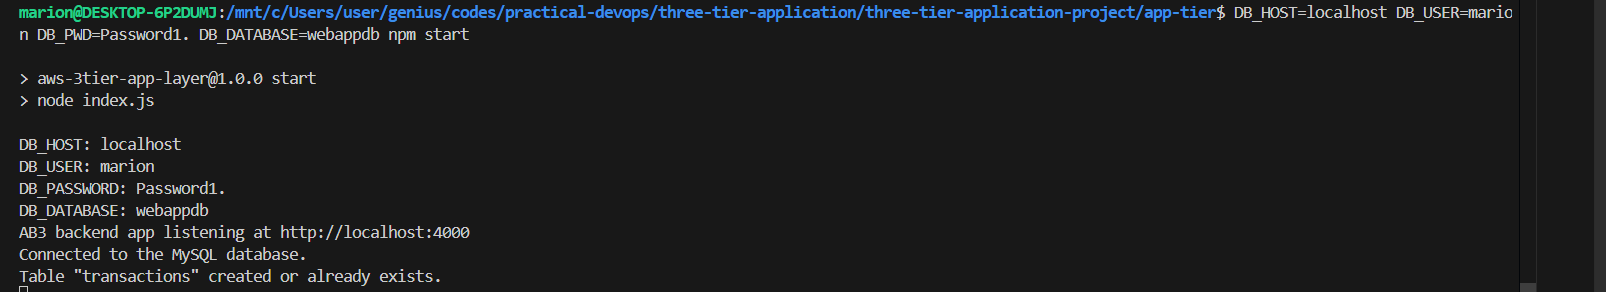 marion@DESKTOP-6P2DUMJ:/mnt/c/Users/user/genius/codes/practical-devops/three-tier-application/three-tier-application-project/app-tier$ DB_HOST=localhost DB_USER=mario
n DB_PWD=Password1. DB_DATABASE=webappdb npm start
> aws-3tier-app-layer@1.0.0 start
> node index.js
DB_HOST: localhost
DB_USER: marion
DB_PASSWORD: Password1.
DB_DATABASE: webappdb
AB3 backend app listening at http://localhost:4000
Connected to the MySQL database.
Table "transactions" created or already exists.